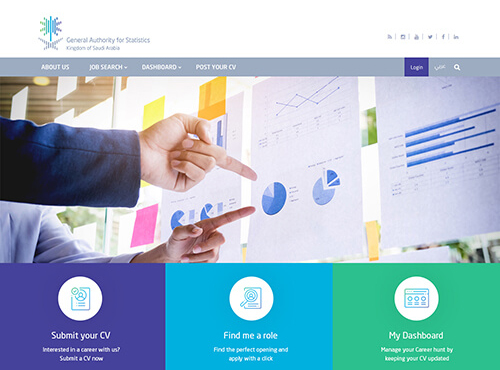 General Authority for Statistics
Kingdom of Saudi Arabia
ABOUT US
JOB SEARCH
DASHBOARD
POST YOUR CV
Login
عربي
Submit your CV
Interested in a career with us?
Submit a CV now
Find me a role
Find the perfect opening and
apply with a click
My Dashboard
Manage your Career hunt by
keeping your CV updated